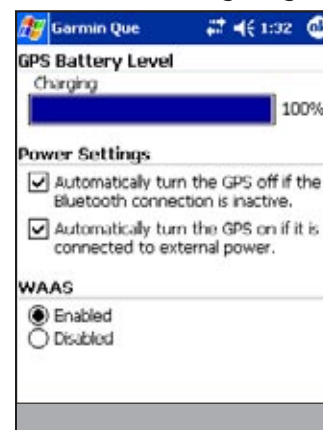 Garmin Que 1:32 ok
GPS Battery Level
Charging
100%
Power Settings
Automatically turn the GPS off if the
Bluetooth connection is inactive.
Automatically turn the GPS on if it is
connected to external power.
WAAS
Enabled
Disabled